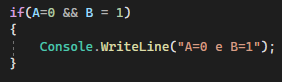 if(A=0 && B = 1)
{
Console.WriteLine("A=0 e B=1");
}